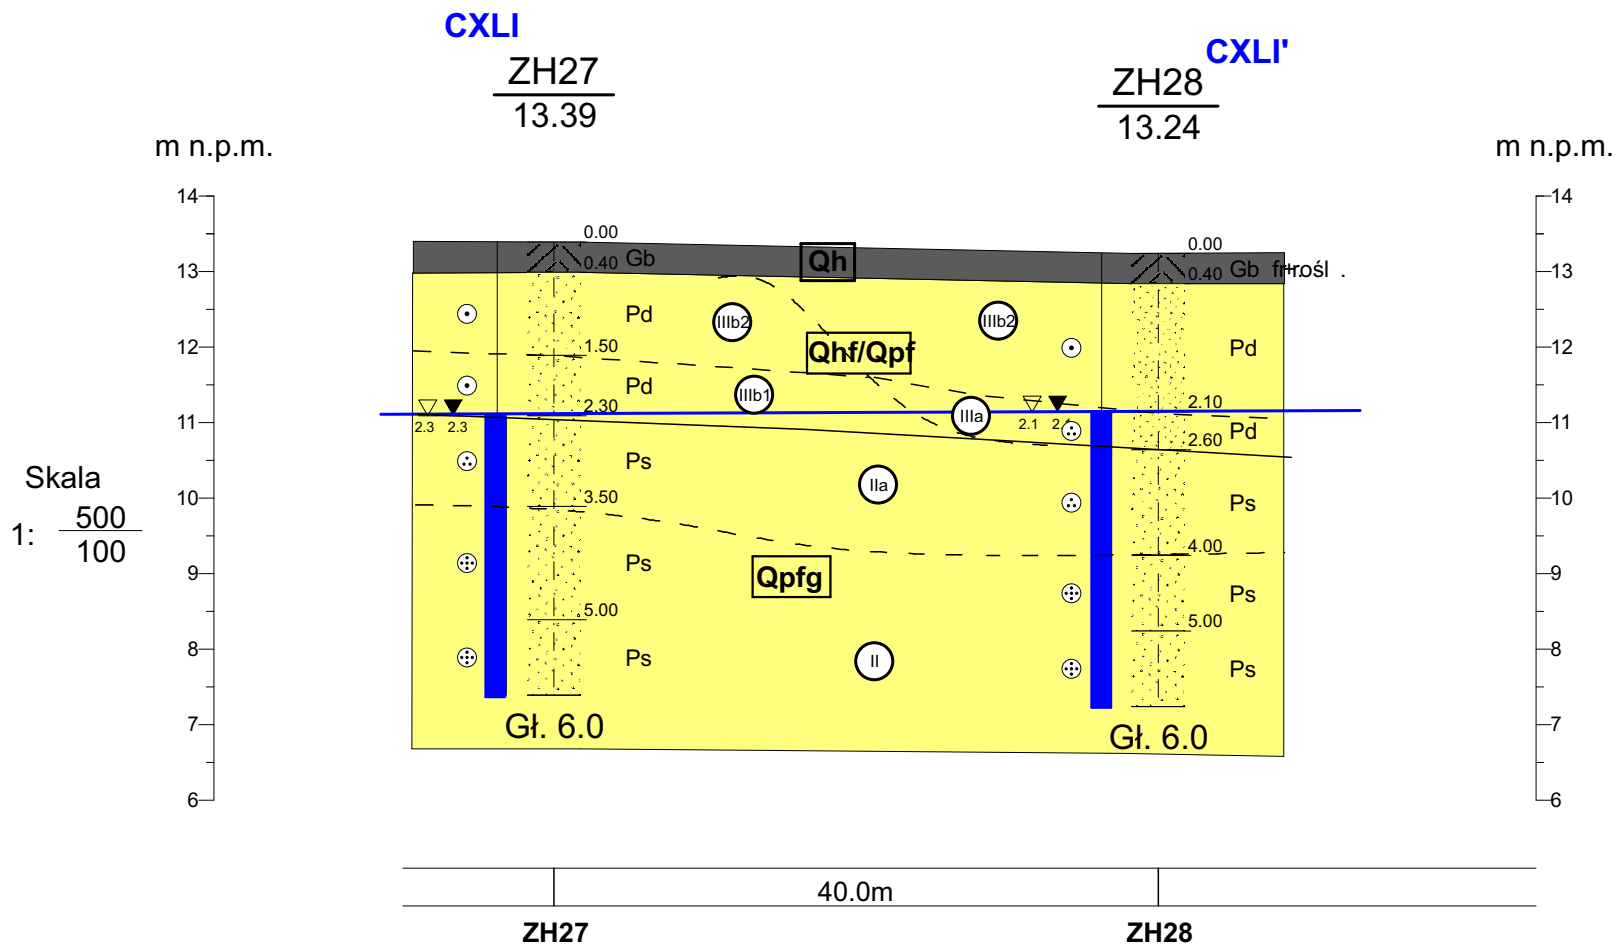 CXLI
CXLI'
ZH27
13.39
ZH28
13.24
m n.p.m.
m n.p.m.
14
14
13
13
12
12
11
11
10
10
9
9
8
8
7
7
6
6
0.00
0.40 Gb
Qh
0.00
0.40 Gb
Pd
IIIb2
IIIb2
1.50
Qhf/Qpf
Pd
Pd
IIIb1
2.30
IIIa
2.10
2.3 2.3
2.1
Pd
2.60
Ps
IIa
3.50
Ps
4.00
Ps
Qpfg
Ps
5.00
5.00
Ps
II
Ps
Gł. 6.0
Gł. 6.0
Skala
1: 500
100
40.0m
ZH27
ZH28